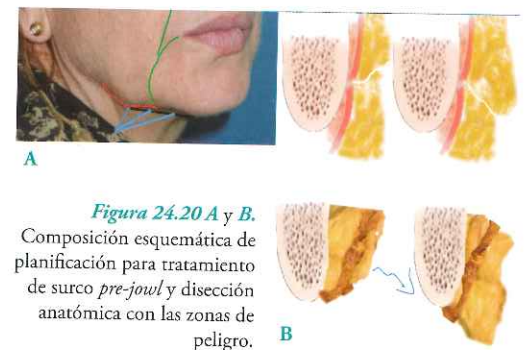 A
Figura 24.20 A y B.
Composición esquemática de
planificación para tratamiento
de surco pre-jowl y disección
anatómica con las zonas de
peligro.
B